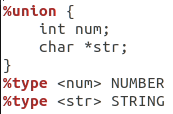 %union {
    int num;
    char *str;
}
%type <num> NUMBER
%type <str> STRING